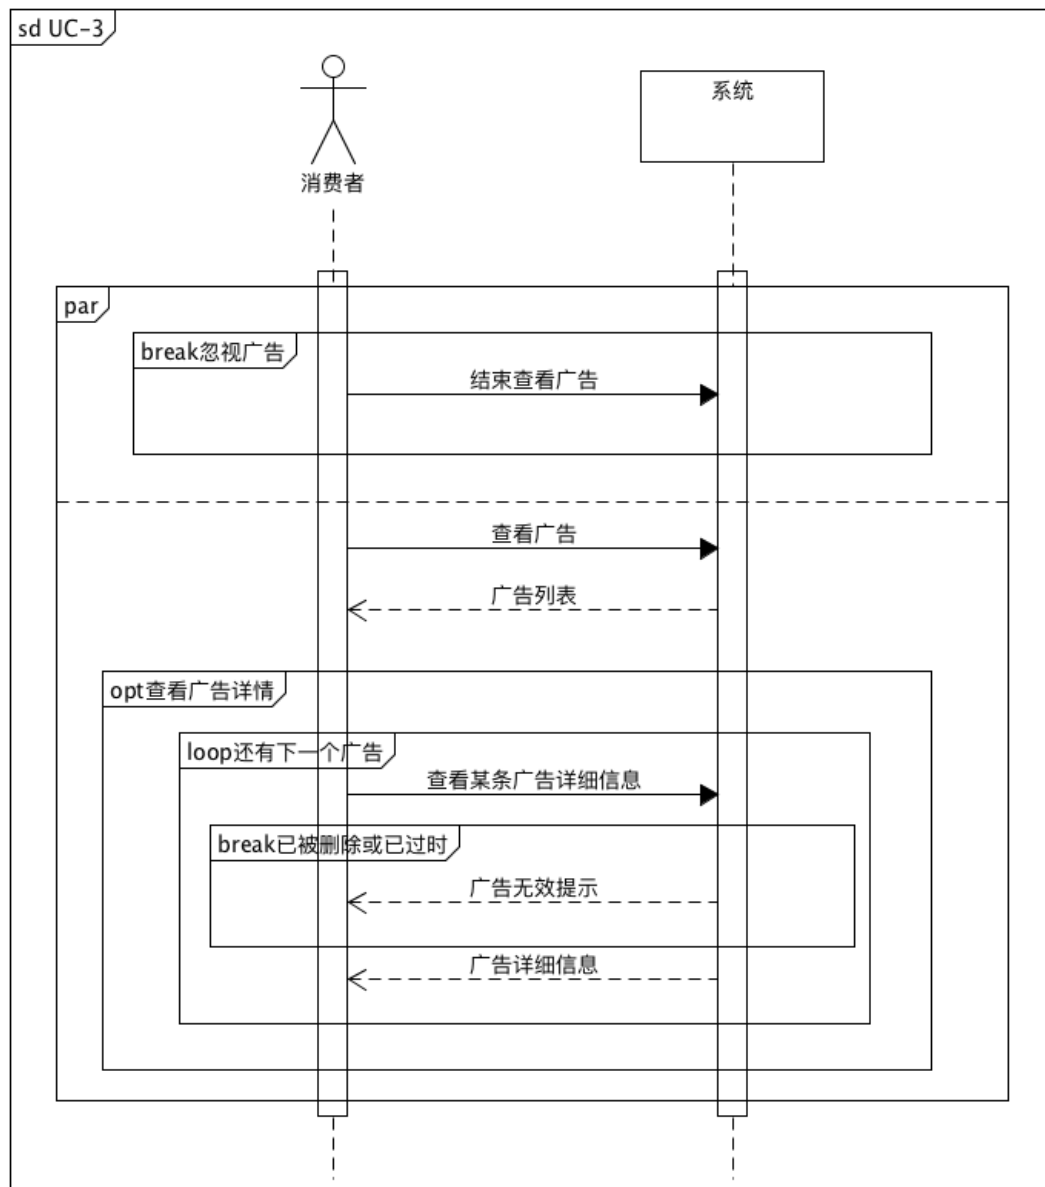 sd UC-3
系统
消费者
par
break忽视广告
结束查看广告
查看广告
广告列表
opt查看广告详情
loop还有下一个广告
查看某条广告详细信息
break已被删除或已过时
广告无效提示
广告详细信息